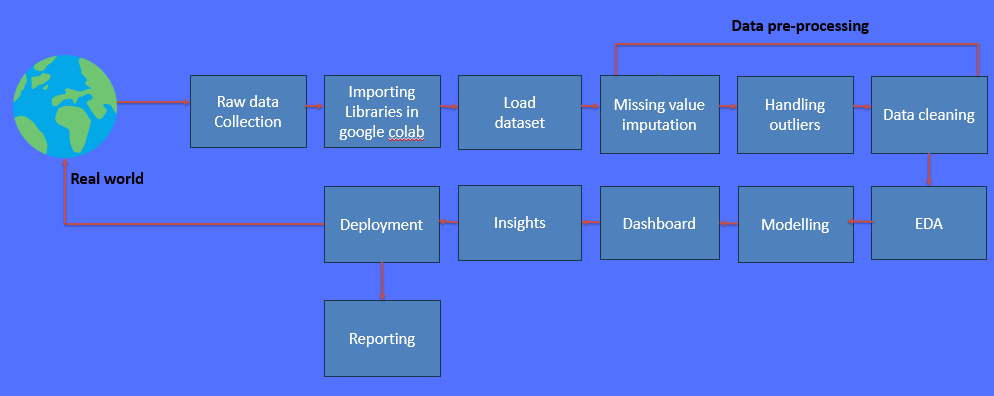 Data pre-processing
Raw data
Collection
Importing
Libraries in
google colab
Load
dataset
Missing value
imputation
Handling
outliers
Data cleaning
Real world
Deployment
Insights
Dashboard
Modelling
EDA
Reporting